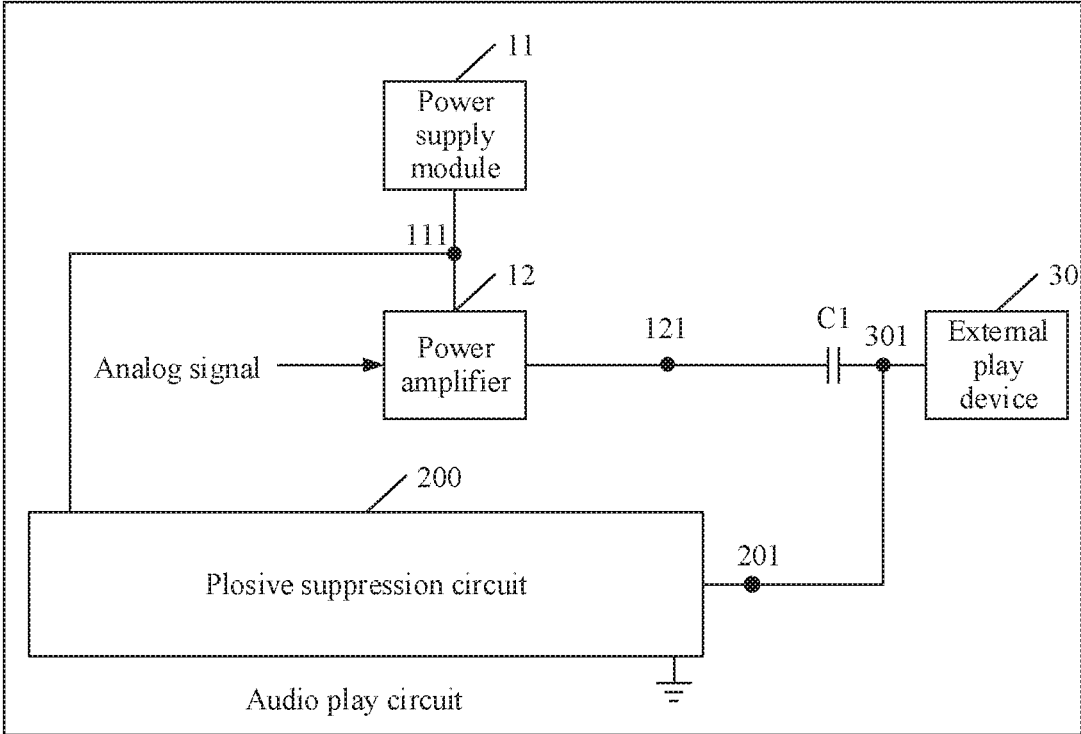 11
Power
supply
module
111
12
Power
amplifier
Analog signal
121
C1
301
30
External
play
device
200
Plosive suppression circuit
201
Audio play circuit